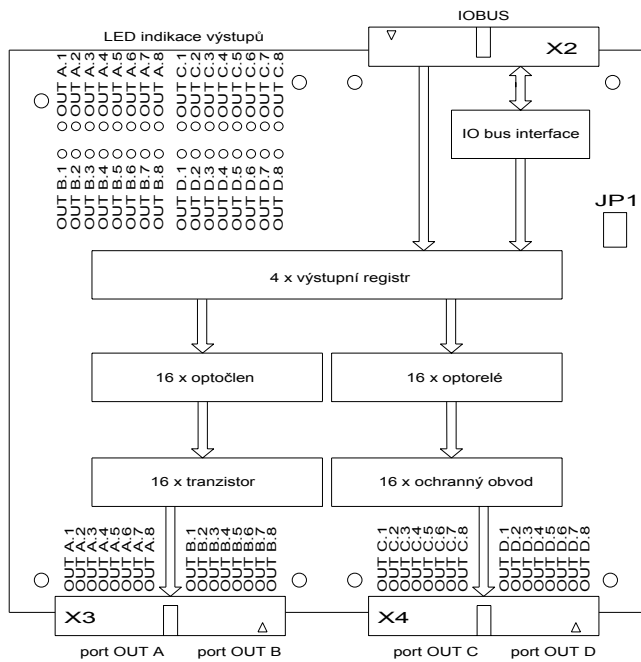 IOBUS
LED indikace výstupů
X2
OUT A.1
OUT A.2
OUT A.3
OUT A.4
OUT A.5
OUT A.6
OUT A.7
OUT A.8
OUT C.1
OUT C.2
OUT C.3
OUT C.4
OUT C.5
OUT C.6
OUT C.7
OUT C.8
IO bus interface
OUT B.1
OUT B.2
OUT B.3
OUT B.4
OUT B.5
OUT B.6
OUT B.7
OUT B.8
OUT D.1
OUT D.2
OUT D.3
OUT D.4
OUT D.5
OUT D.6
OUT D.7
OUT D.8
JP1
4 x výstupní registr
16 x optočlen
16 x optorelé
16 x tranzistor
16 x ochranný obvod
OUT A.1
OUT A.2
OUT A.3
OUT A.4
OUT A.5
OUT A.6
OUT A.7
OUT A.8
OUT B.1
OUT B.2
OUT B.3
OUT B.4
OUT B.5
OUT B.6
OUT B.7
OUT B.8
OUT C.1
OUT C.2
OUT C.3
OUT C.4
OUT C.5
OUT C.6
OUT C.7
OUT C.8
OUT D.1
OUT D.2
OUT D.3
OUT D.4
OUT D.5
OUT D.6
OUT D.7
OUT D.8
X3
X4
port OUT A
port OUT B
port OUT C
port OUT D